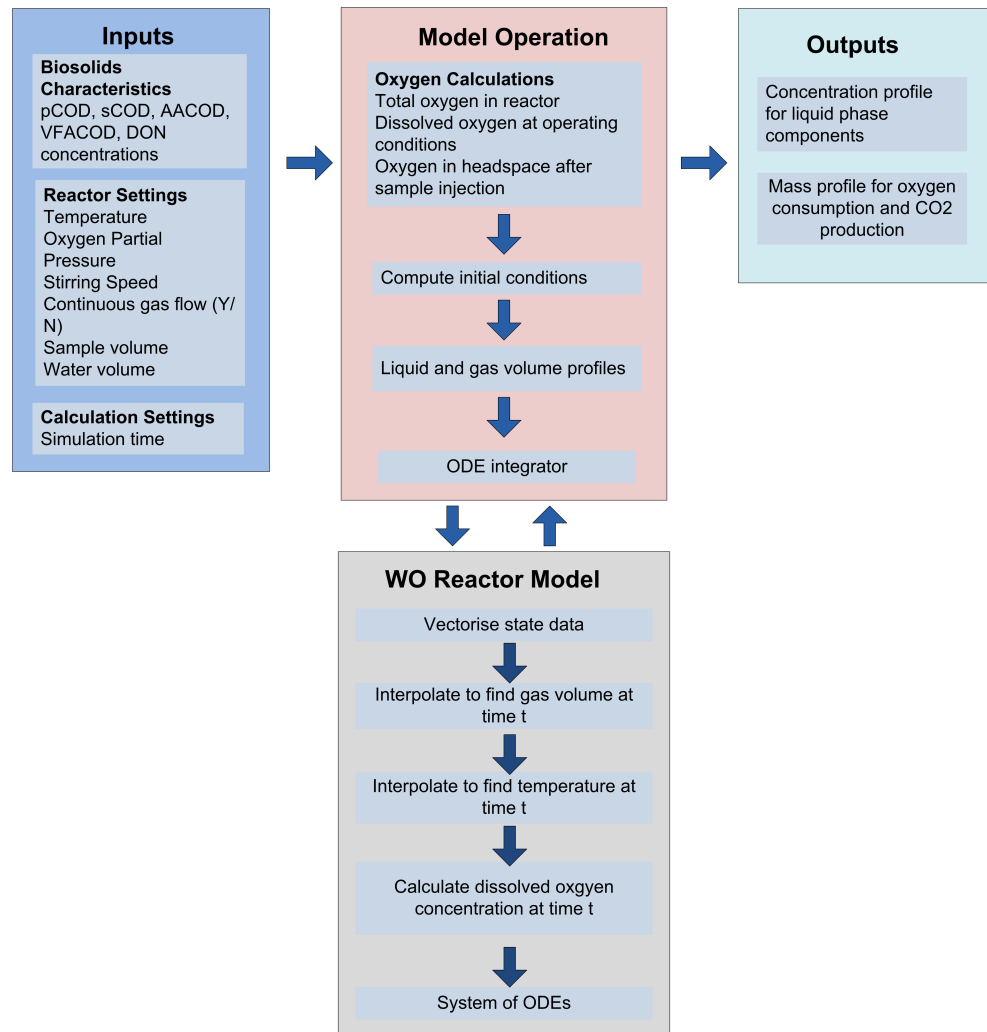 Inputs
Biosolids
Characteristics
pCOD, sCOD, AACOD,
VFACOD, DON
concentrations
Reactor Settings
Temperature
Oxygen Partial
Pressure
Stirring Speed
Continuous gas flow (Y/
N)
Sample volume
Water volume
Calculation Settings
Simulation time
Model Operation
Oxygen Calculations
Total oxygen in reactor
Dissolved oxygen at operating
conditions
Oxygen in headspace after
sample injection
Compute initial conditions
Liquid and gas volume profiles
ODE integrator
Outputs
Concentration profile
for liquid phase
components
Mass profile for oxygen
consumption and CO2
production
WO Reactor Model
Vectorise state data
Interpolate to find gas volume at
time t
Interpolate to find temperature at
time t
Calculate dissolved oxgyen
concentration at time t
System of ODEs